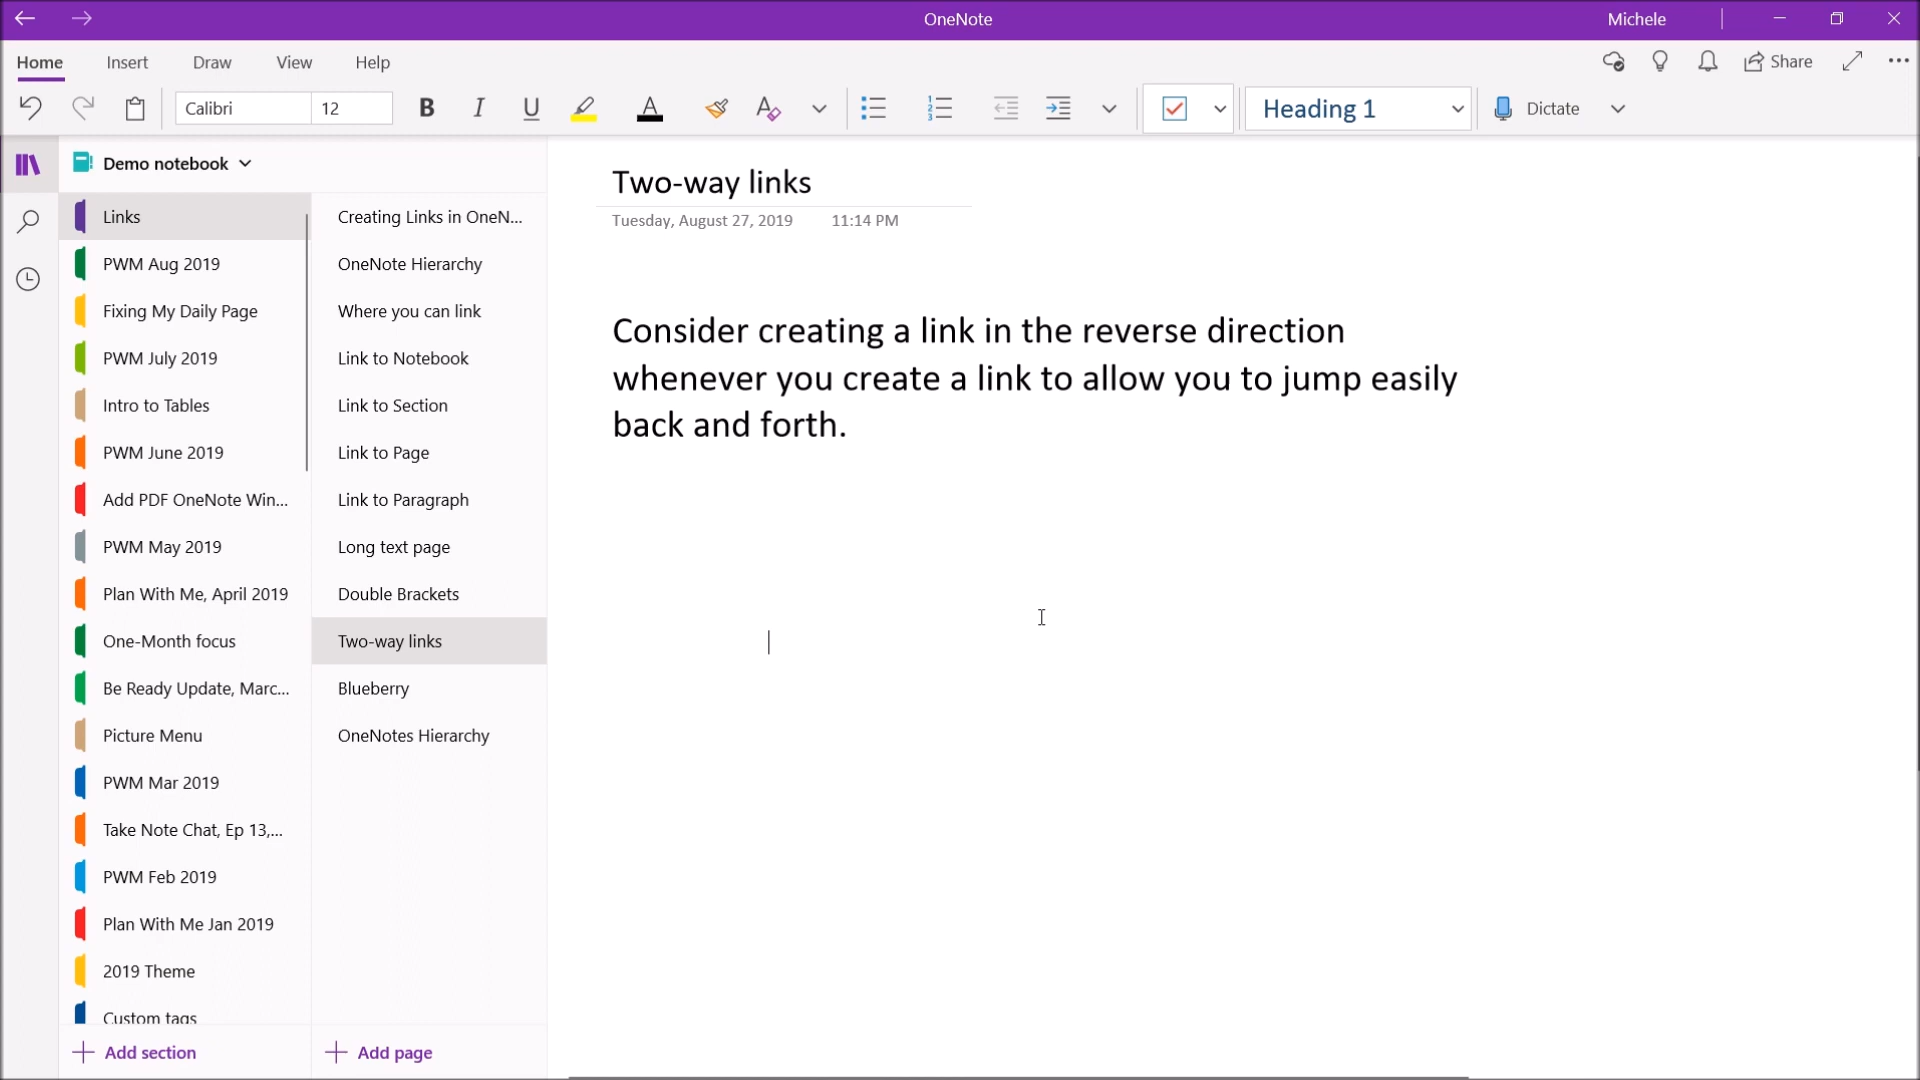 OneNote
Michele
Home
Insert
Draw
View
Help
Share
Calibri
12
B
I
U
A
A
Heading 1
Dictate
Demo notebook
Links
PWM Aug 2019
Fixing My Daily Page
PWM July 2019
Intro to Tables
PWM June 2019
Add PDF OneNote Win...
PWM May 2019
Plan With Me, April 2019
One-Month focus
Be Ready Update, Marc...
Picture Menu
PWM Mar 2019
Take Note Chat, Ep 13,...
PWM Feb 2019
Plan With Me Jan 2019
2019 Theme
Custom tags
Add section
Creating Links in OneN...
OneNote Hierarchy
Where you can link
Link to Notebook
Link to Section
Link to Page
Link to Paragraph
Long text page
Double Brackets
Two-way links
Blueberry
OneNotes Hierarchy
Add page
Two-way links
Tuesday, August 27, 2019 11:14 PM
Consider creating a link in the reverse direction
whenever you create a link to allow you to jump easily
back and forth.